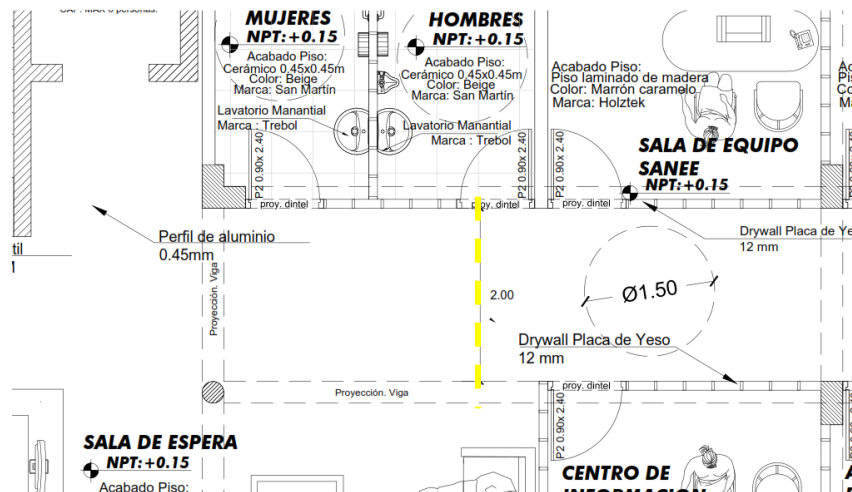 CAP. MAX 8 personas.
MUJERES
NPT:+0.15
Acabado Piso:
Cerámico 0.45x0.45m
Color: Beige
Marca: San Martín
Lavatorio Manantial
Marca : Trebol
HOMBRES
NPT:+0.15
Acabado Piso:
Cerámico 0.45x0.45m
Color: Beige
Marca: San Martín
Lavatorio Manantial
Marca : Trebol
Acabado Piso:
Piso laminado de madera
Color: Marrón caramelo
Marca: Holztek
SALA DE EQUIPO
SANEE
NPT:+0.15
P2 0.90x 2.40
P2 0.90x 2.40
P2 0.90x 2.40
proy. dintel
proy. dintel
proy. dintel
Perfil de aluminio
0.45mm
Drywall Placa de Ye
12 mm
Proyección. Viga
2.00
Ø1.50
Drywall Placa de Yeso
12 mm
proy. dintel
Proyección. Viga
P2 0.90x 2.40
SALA DE ESPERA
NPT:+0.15
Acabado Piso:
CENTRO DE
INFORMACION